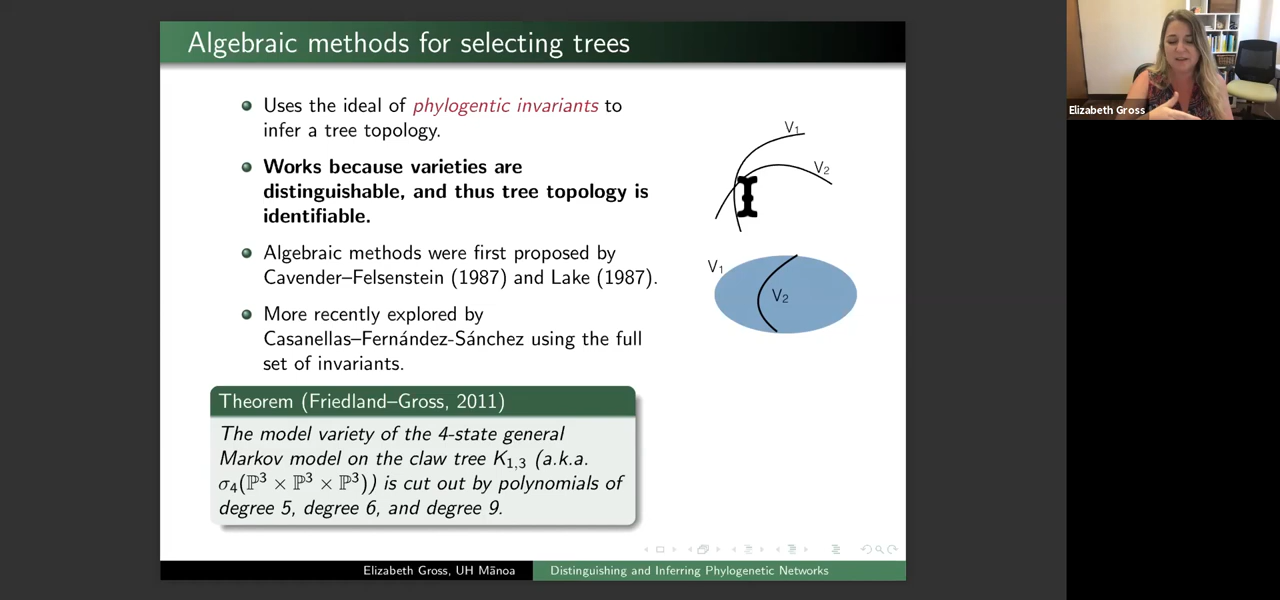 Algebraic methods for selecting trees
Uses the ideal of phylogentic invariants to
infer a tree topology.
Works because varieties are
distinguishable, and thus tree topology is
identifiable.
Algebraic methods were first proposed by
Cavender–Felsenstein (1987) and Lake (1987).
More recently explored by
Casanellas–Fernández-Sánchez using the full
set of invariants.
V₁
V₂
V₁
V₂
Theorem (Friedland–Gross, 2011)
The model variety of the 4-state general
Markov model on the claw tree K₁,₃ (a.k.a.
σ₄(ℙ³ × ℙ³ × ℙ³)) is cut out by polynomials of
degree 5, degree 6, and degree 9.
Elizabeth Gross, UH Mānoa
Distinguishing and Inferring Phylogenetic Networks
Elizabeth Gross